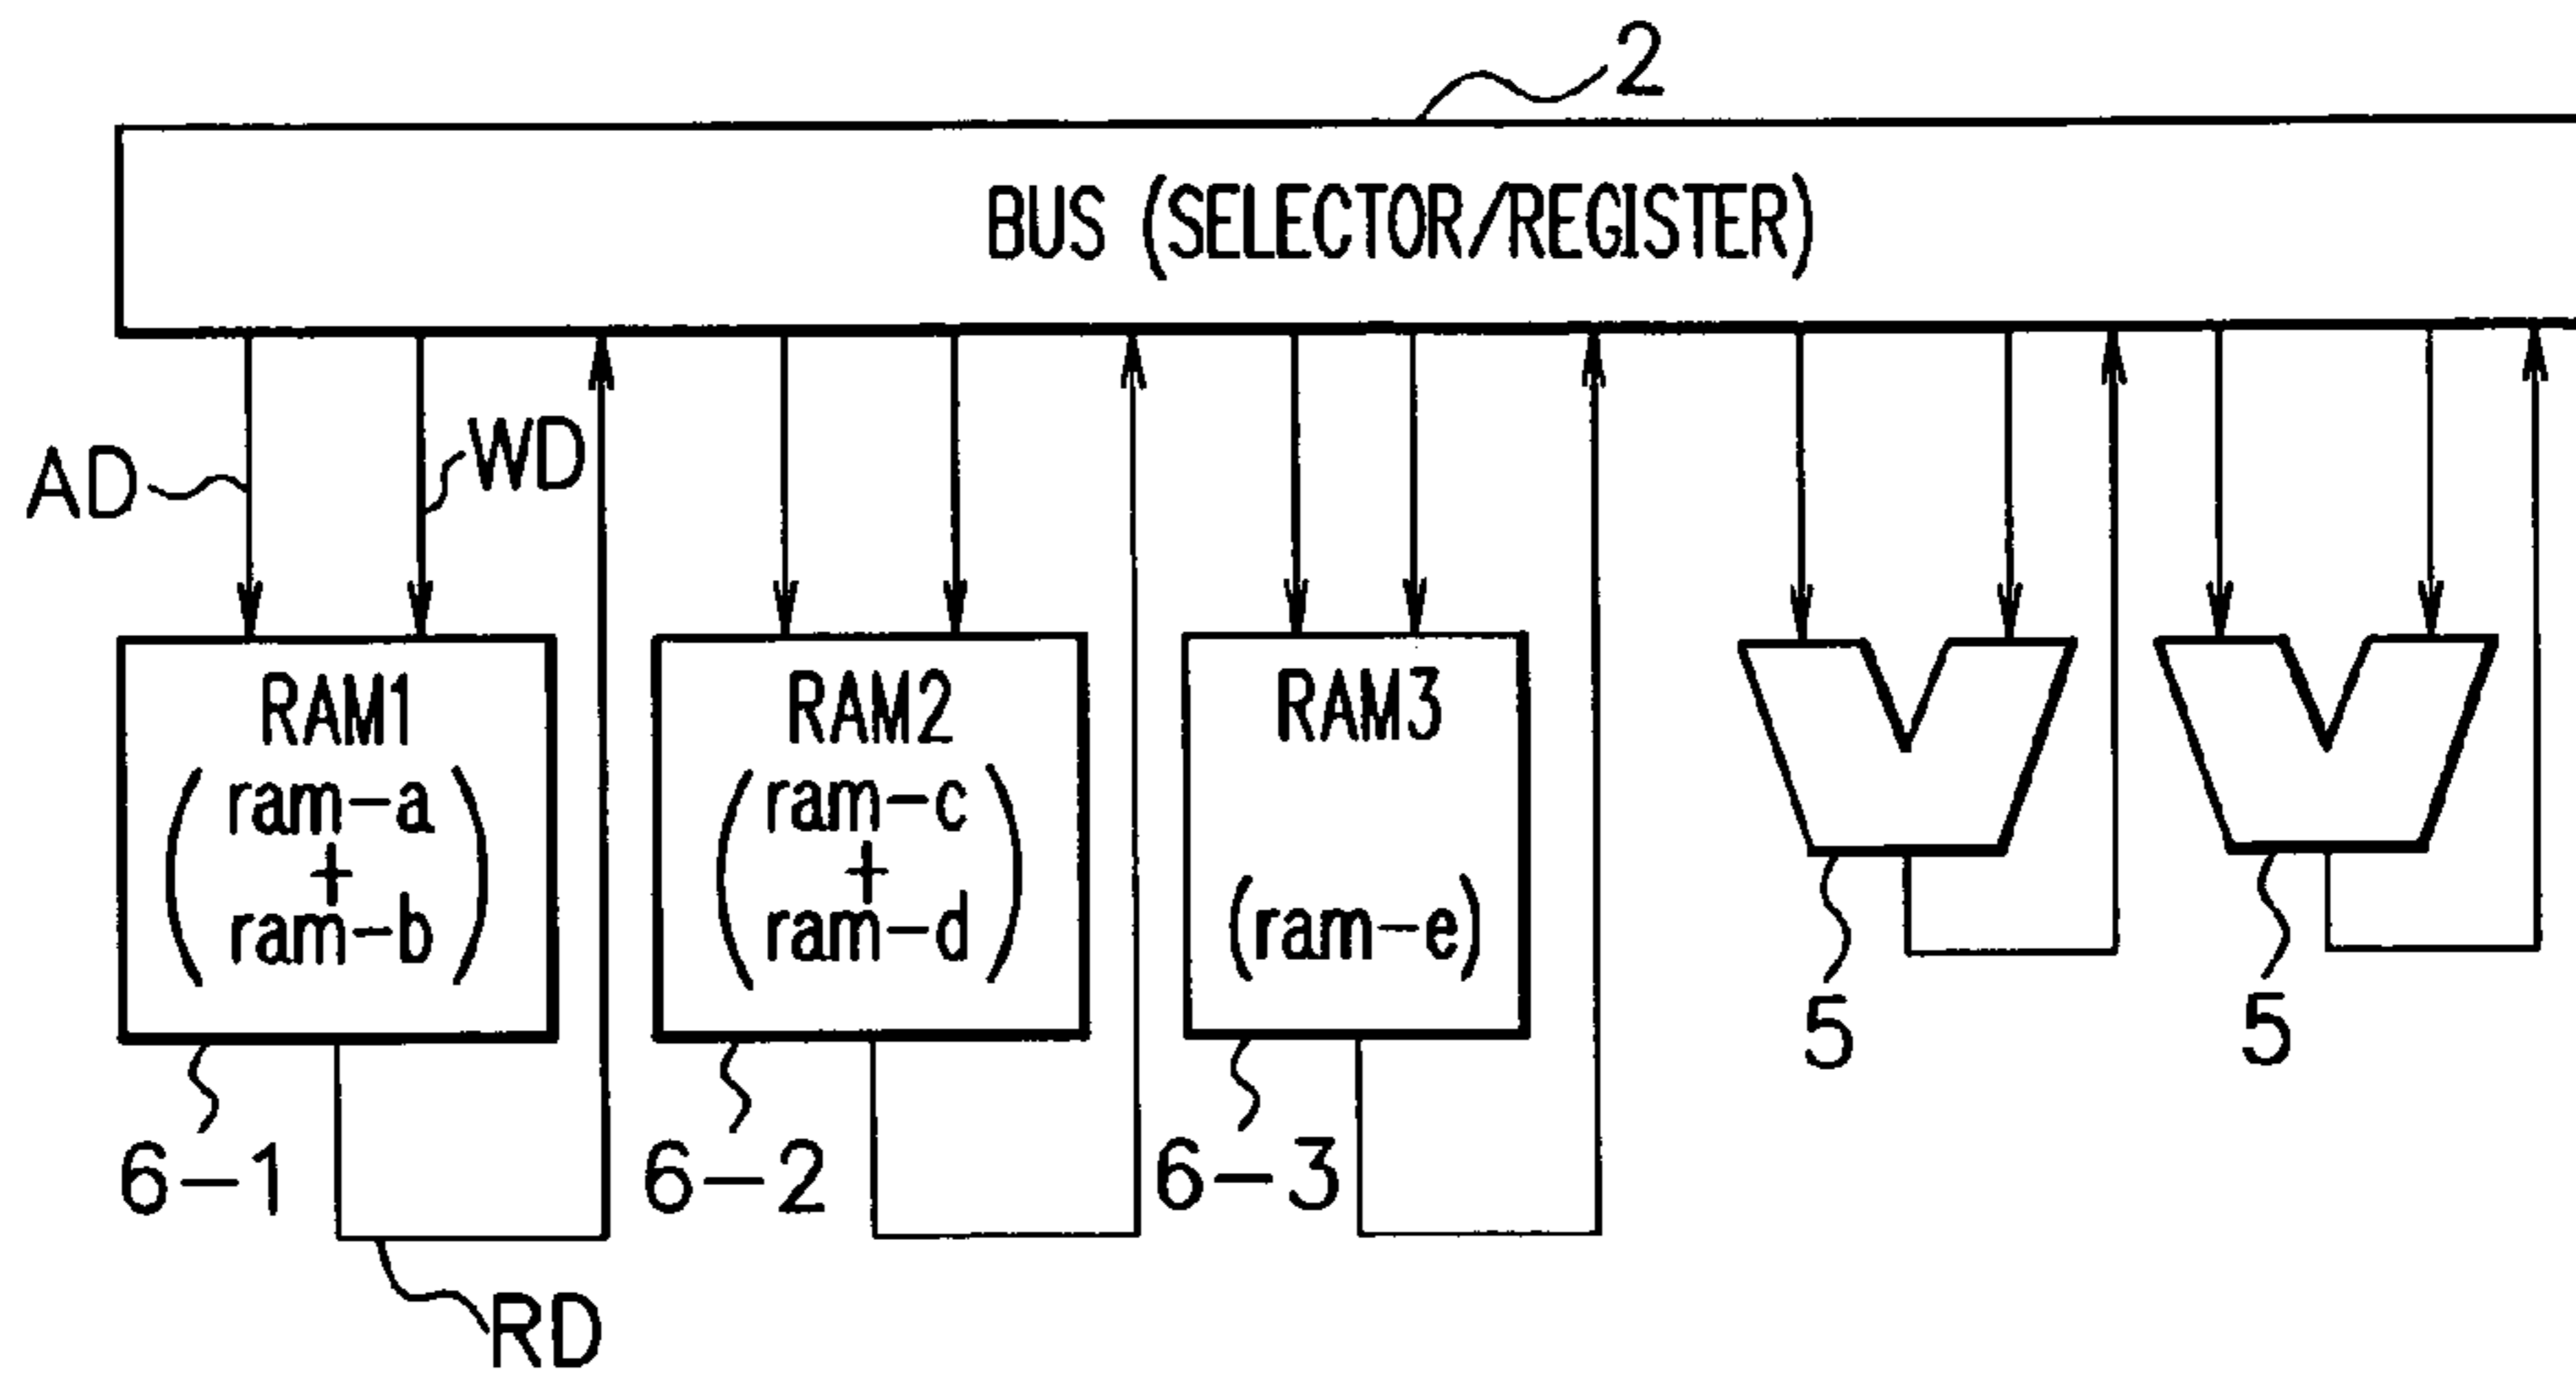 2
BUS (SELECTOR/REGISTER)
AD
WD
RAM1
(ram-a
+
ram-b)
RAM2
(ram-c
+
ram-d)
RAM3
(ram-e)
5
5
6-1
6-2
6-3
RD